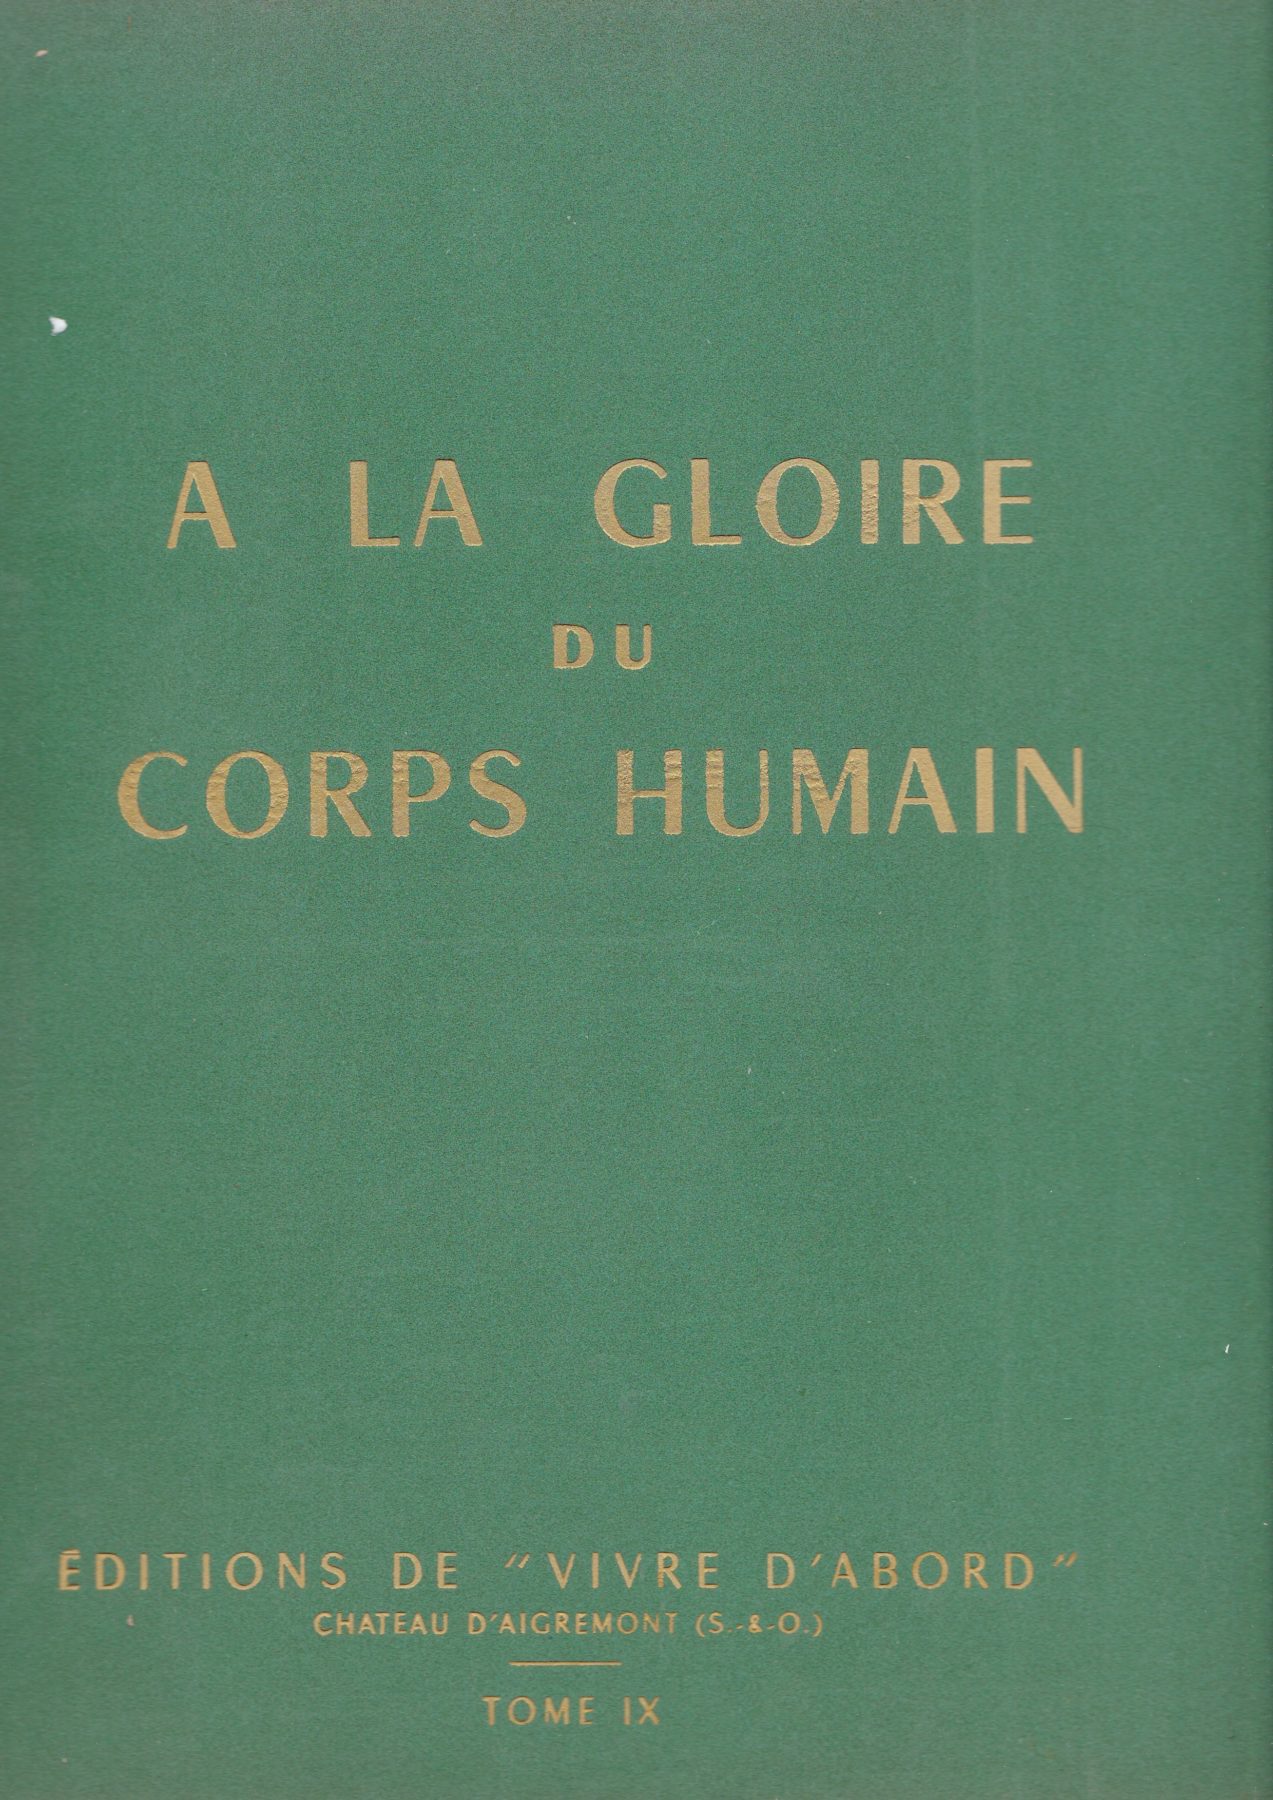 A LA GLOIRE
DU
CORPS HUMAIN
ÉDITIONS DE "VIVRE D'ABORD"
CHATEAU D'AIGREMONT (S.-&-O.)
TOME IX